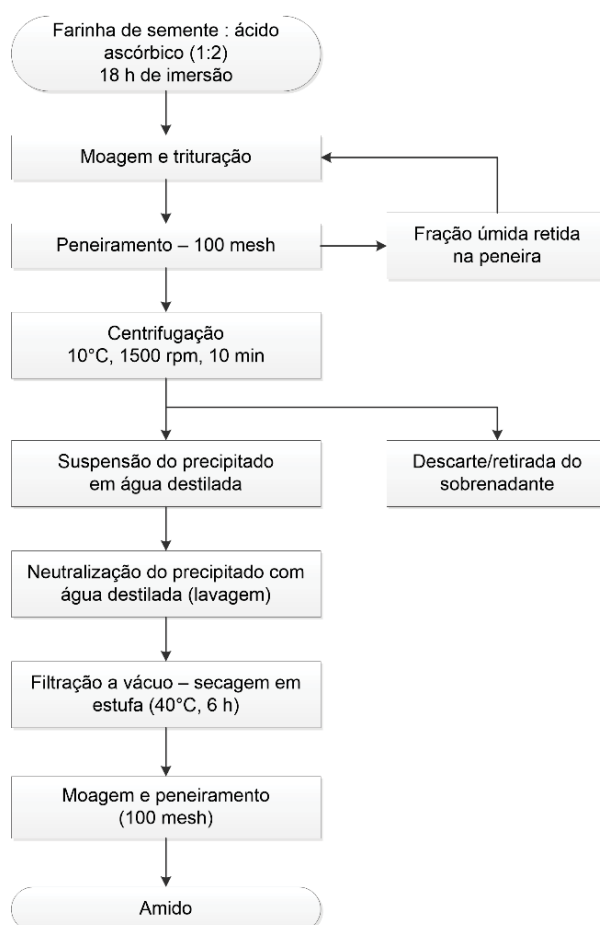 Farinha de semente : ácido
ascórbico (1:2)
18 h de imersão
Moagem e trituração
Peneiramento – 100 mesh
Fração úmida retida
na peneira
Centrifugação
10°C, 1500 rpm, 10 min
Suspensão do precipitado
em água destilada
Descarte/retirada do
sobrenadante
Neutralização do precipitado com
água destilada (lavagem)
Filtração a vácuo – secagem em
estufa (40°C, 6 h)
Moagem e peneiramento
(100 mesh)
Amido